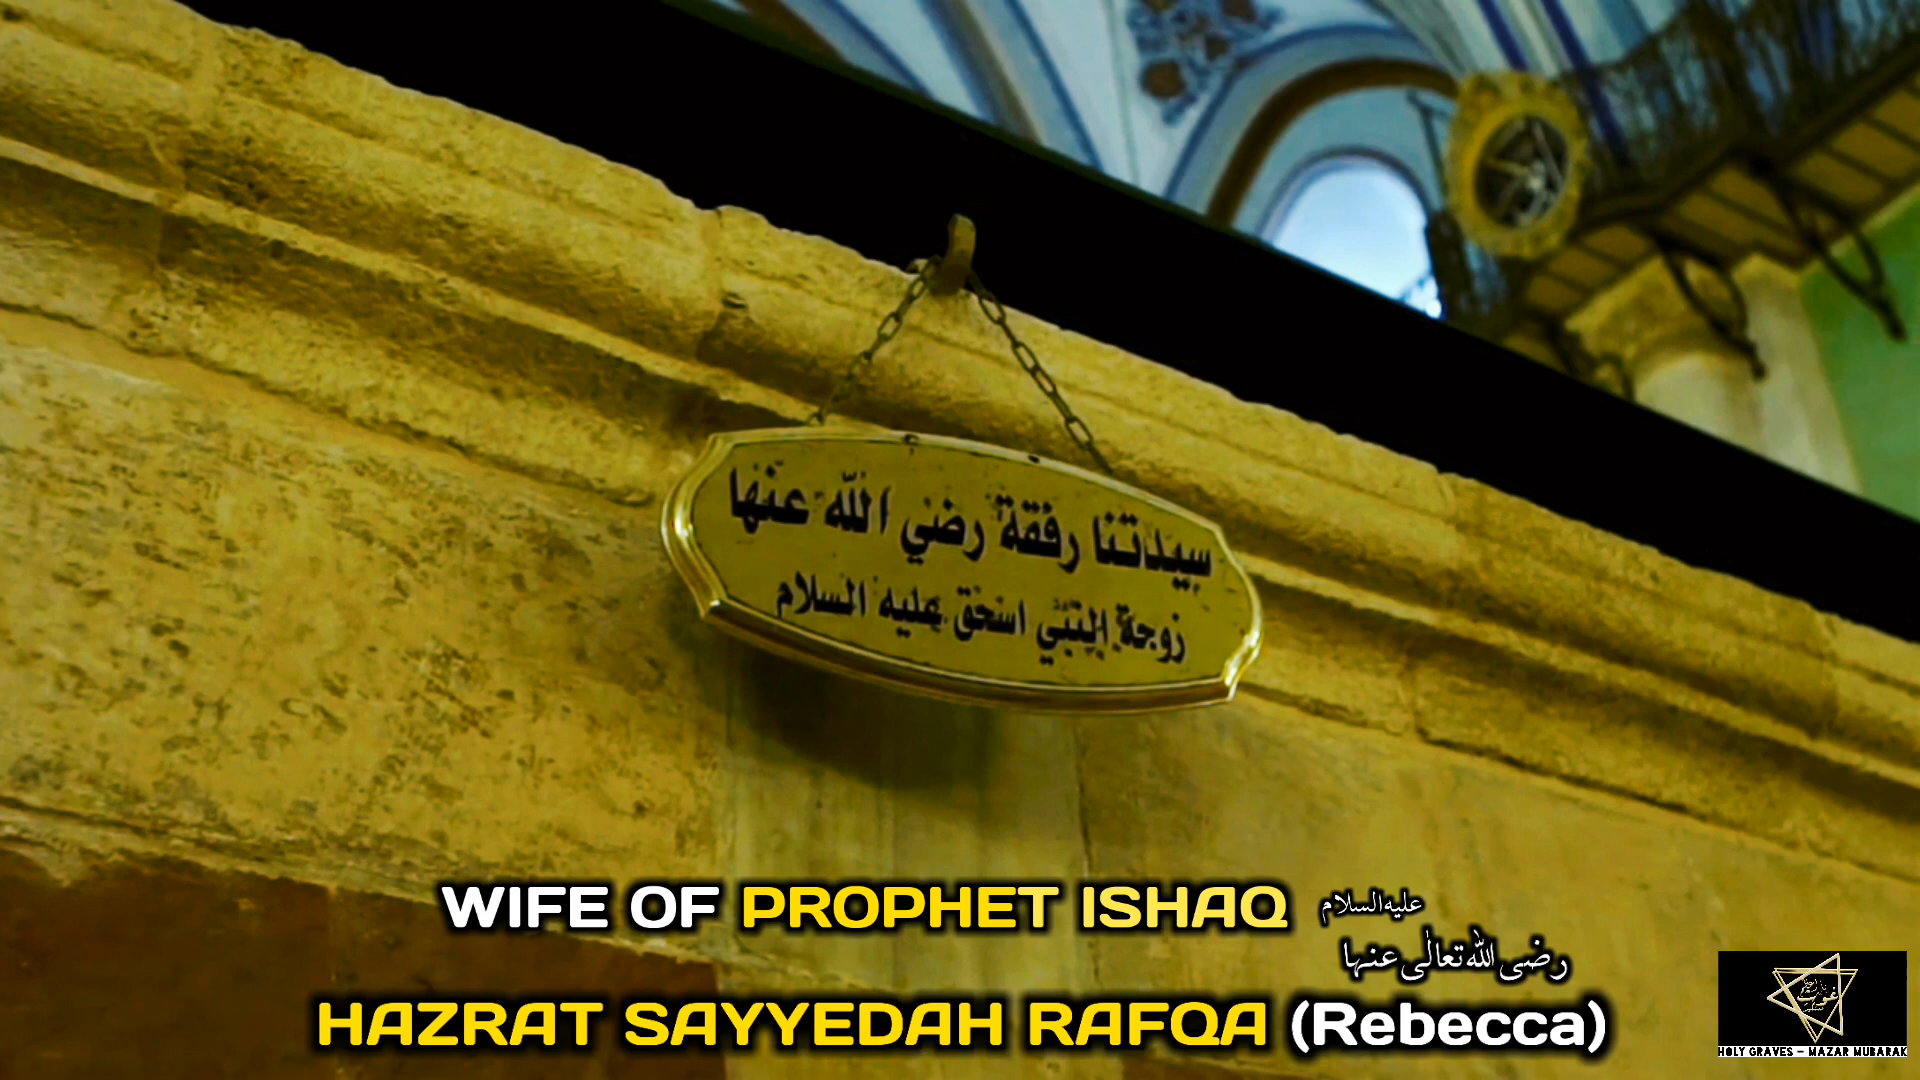 سيدتنا رفقة رضي الله عنها
زوجة النبي اسحق عليه السلام
WIFE OF PROPHET ISHAQ عليه السلام
رضی الله تعالٰی عنہا
HAZRAT SAYYEDAH RAFQA (Rebecca)
HOLY GRAVES – MAZAR MUBARAK